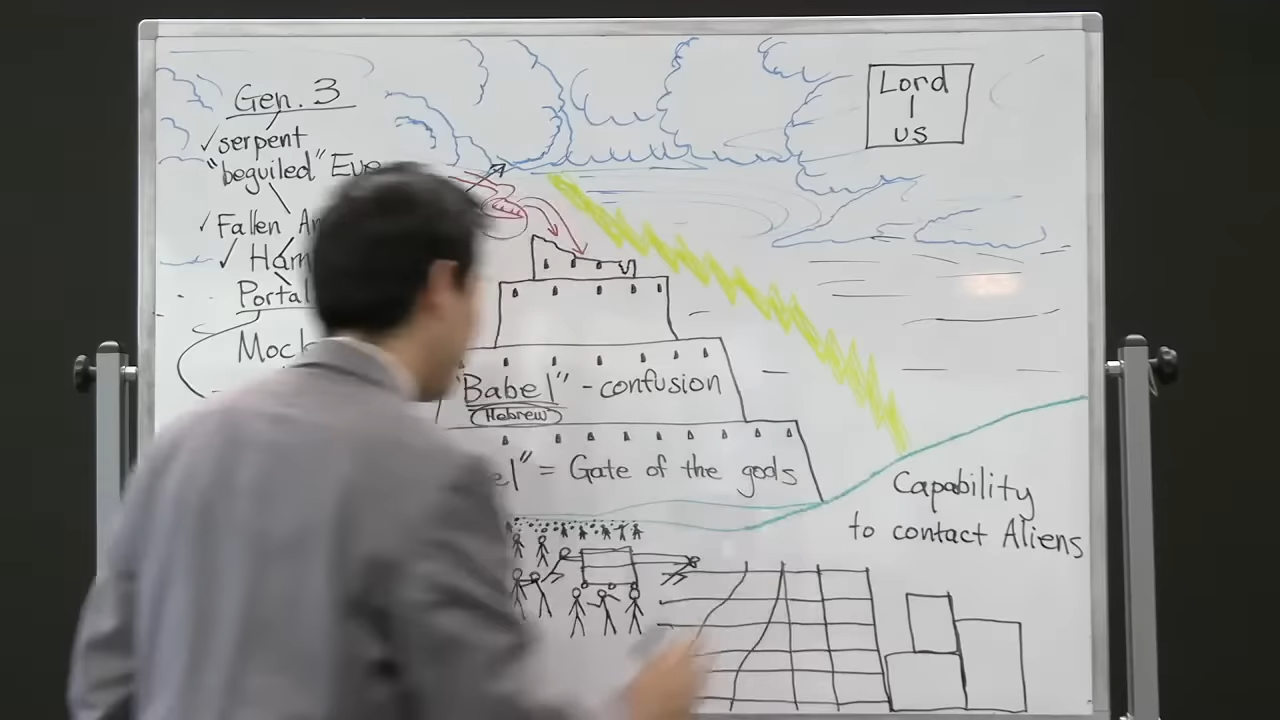 Gen. 3
✓serpent
"beguiled" Eve
✓Fallen
✓
Lord
|
us
"Babel" - confusion
(Hebrew)
= Gate of the gods
Capability
to contact Aliens